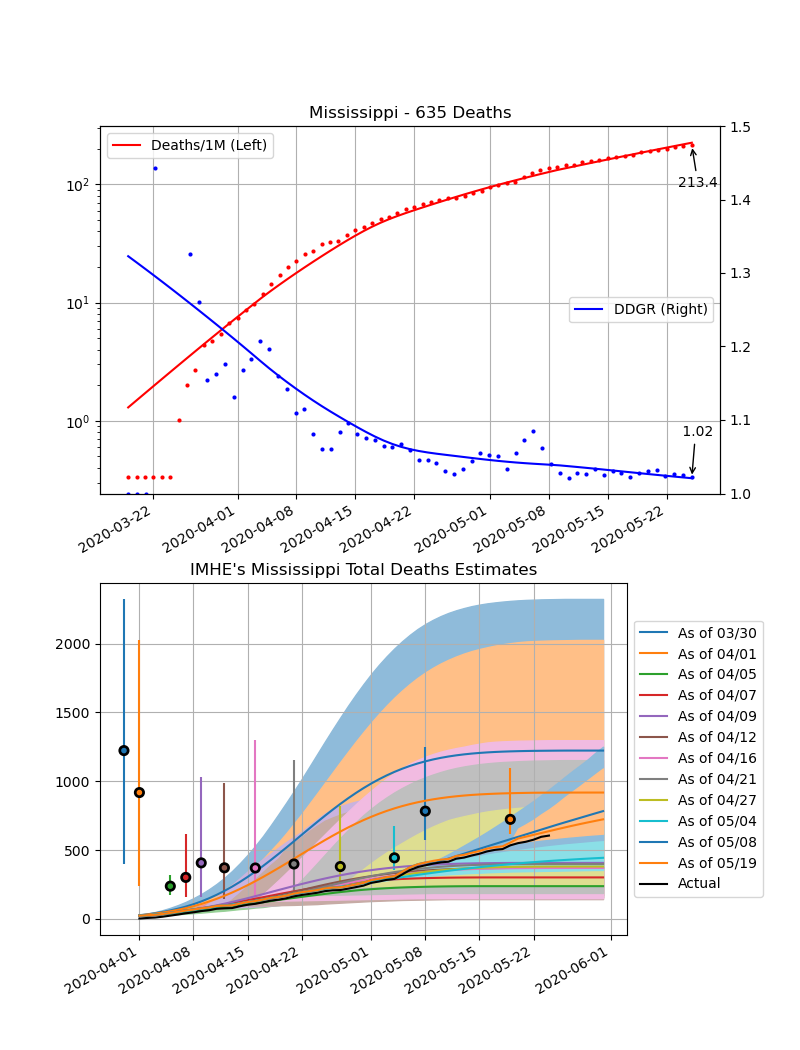 Mississippi - 635 Deaths
Deaths/1M (Left)
DDGR (Right)
213.4
1.02
10²
10¹
10⁰
1.5
1.4
1.3
1.2
1.1
1.0
2020-03-22
2020-04-01
2020-04-08
2020-04-15
2020-04-22
2020-05-01
2020-05-08
2020-05-15
2020-05-22
IMHE's Mississippi Total Deaths Estimates
2000
1500
1000
500
0
2020-04-01
2020-04-08
2020-04-15
2020-04-22
2020-05-01
2020-05-08
2020-05-15
2020-05-22
2020-06-01
As of 03/30
As of 04/01
As of 04/05
As of 04/07
As of 04/09
As of 04/12
As of 04/16
As of 04/21
As of 04/27
As of 05/04
As of 05/08
As of 05/19
Actual